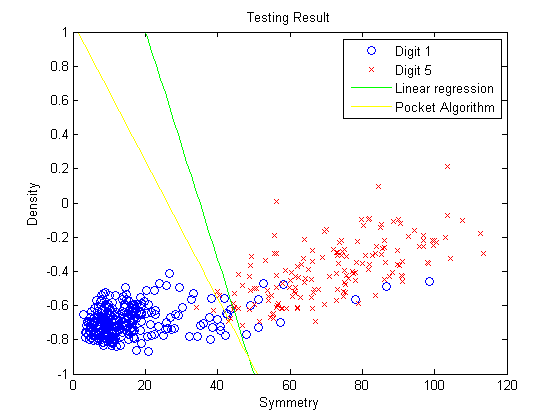 Testing Result
1
0.8
0.6
0.4
0.2
0
-0.2
-0.4
-0.6
-0.8
-1
Density
Digit 1
Digit 5
Linear regression
Pocket Algorithm
0 20 40 60 80 100 120
Symmetry